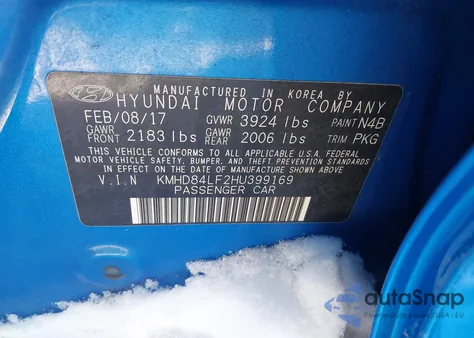 MANUFACTURED IN KOREA BY
HYUNDAI MOTOR COMPANY
FEB/08/17 GVWR 3924 lbs PAINT N4B
GAWR FRONT 2183 lbs GAWR REAR 2006 lbs TRIM PKG
THIS VEHICLE CONFORMS TO ALL APPLICABLE U.S.A FEDERAL
MOTOR VEHICLE SAFETY, BUMPER, AND THEFT PREVENTION
STANDARDS IN EFFECT ON THE DATE OF MANUFACTURE SHOWN
ABOVE.
V.I.N KMHD84LF2HU399169
PASSENGER CAR
autoSnap
USA | EU